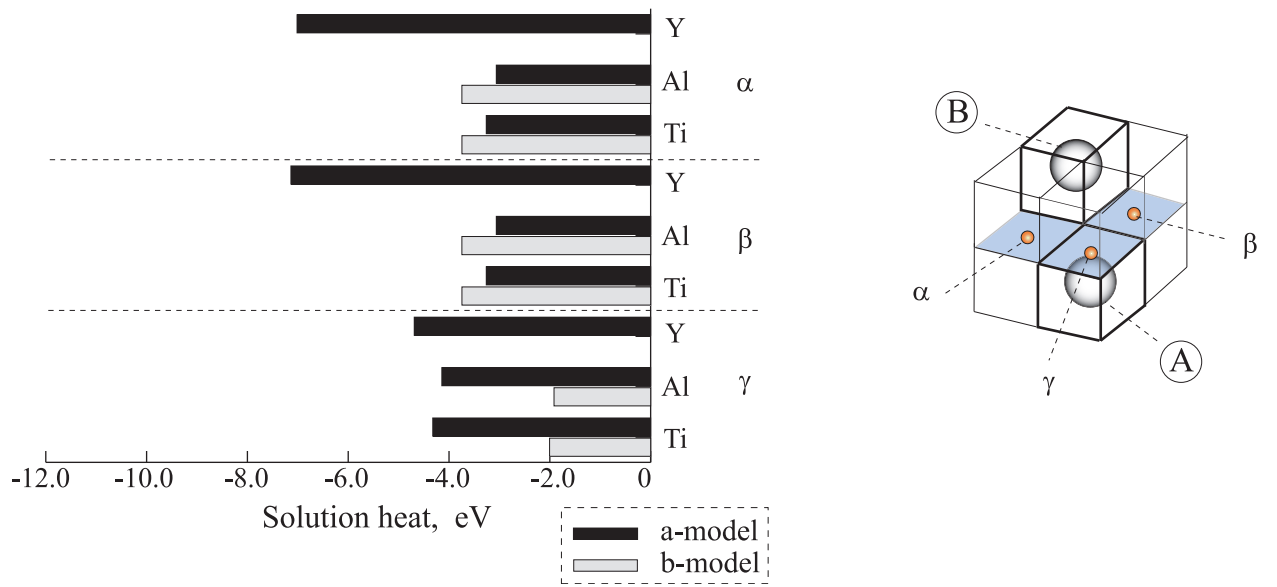 Y
Al α
Ti
Y
Al β
Ti
Y
Al γ
Ti
-12.0 -10.0 -8.0 -6.0 -4.0 -2.0 0
Solution heat, eV
a-model
b-model
B
β
α
A
γ